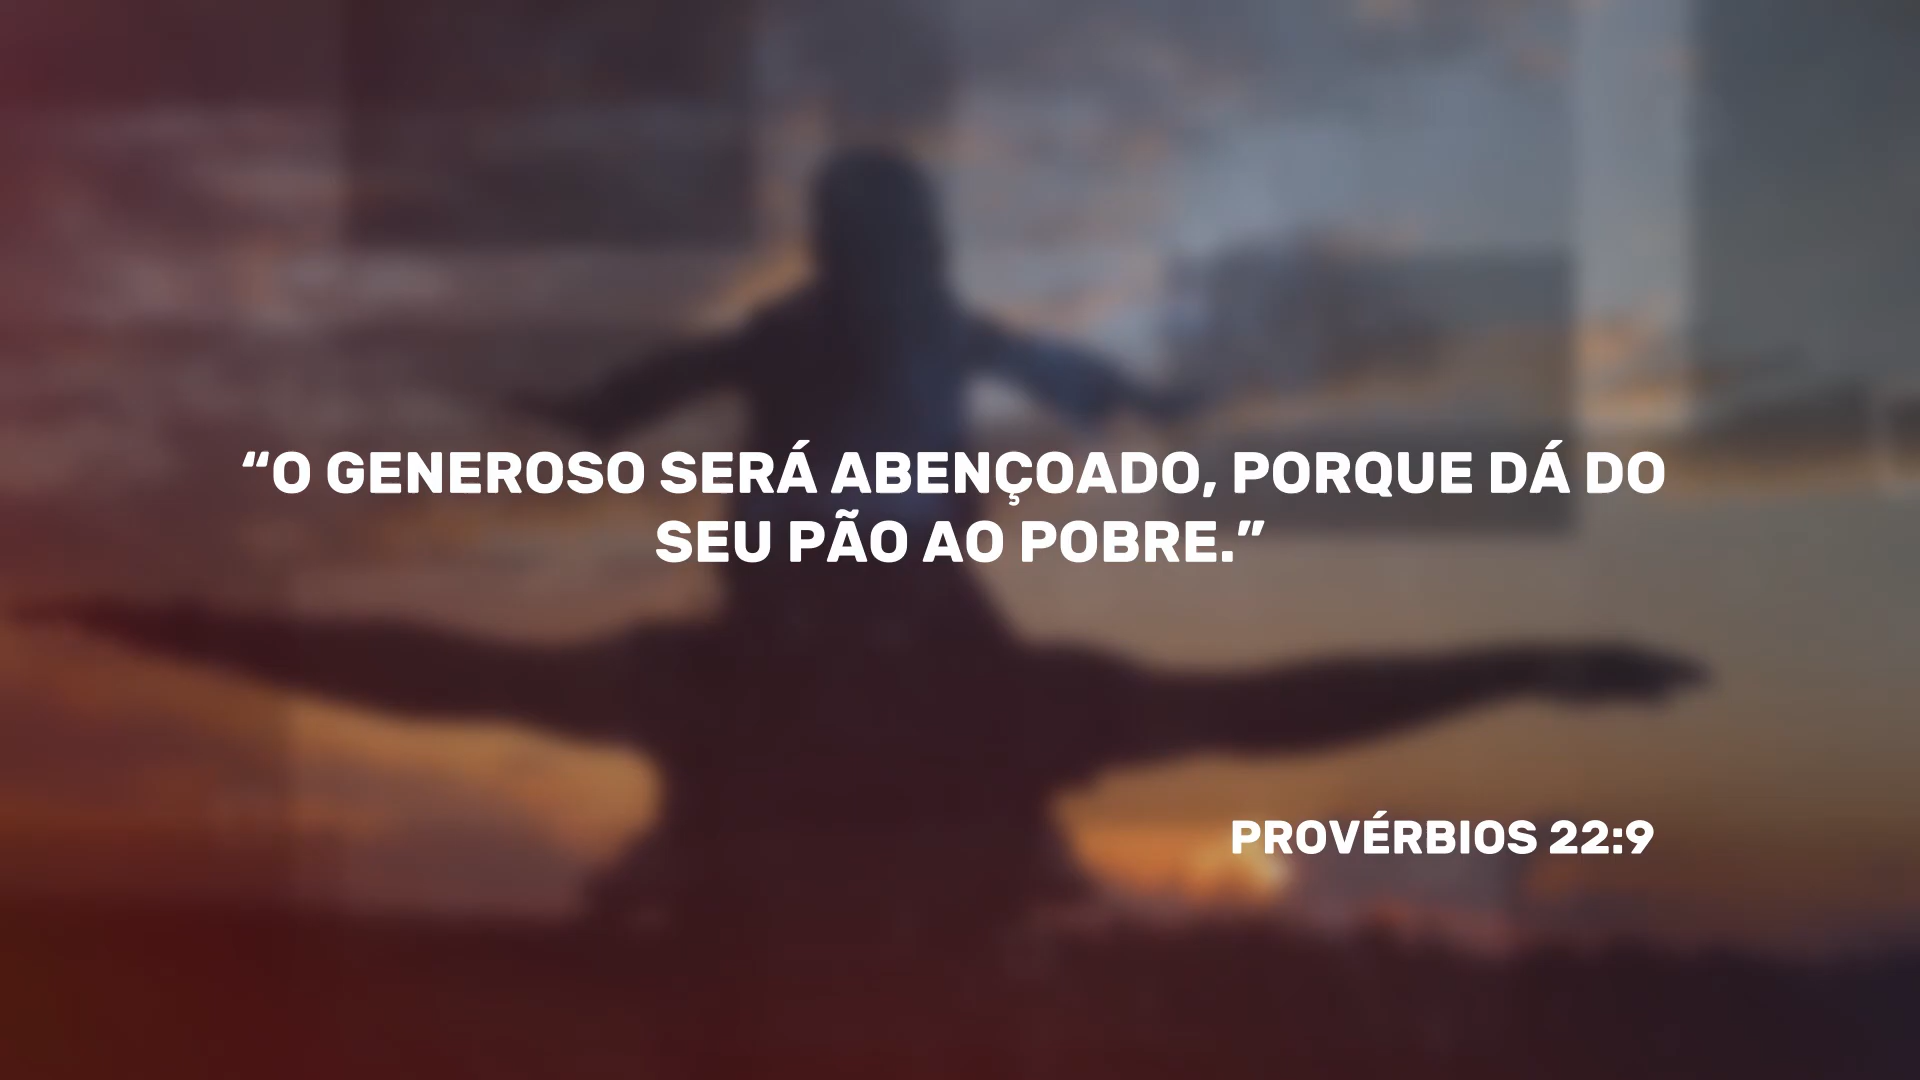 “O GENEROSO SERÁ ABENÇOADO, PORQUE DÁ DO
SEU PÃO AO POBRE.”
PROVÉRBIOS 22:9